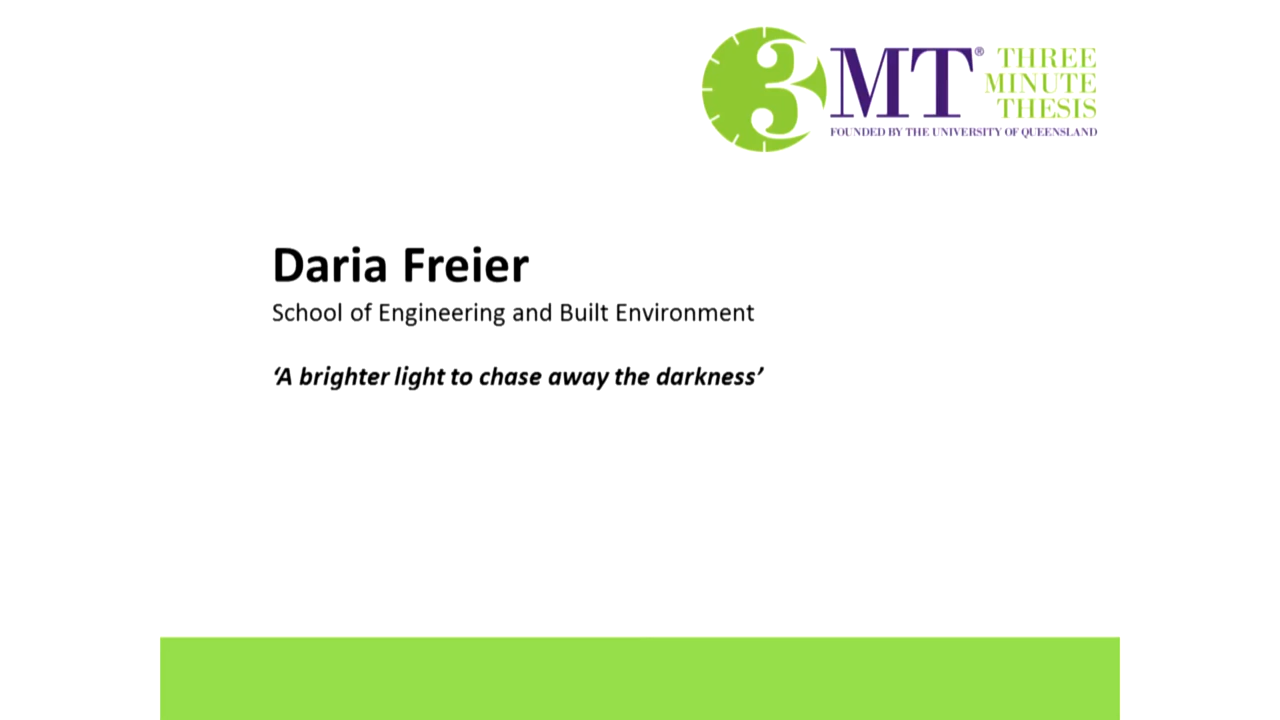 3MT® THREE
MINUTE
THESIS
FOUNDED BY THE UNIVERSITY OF QUEENSLAND
Daria Freier
School of Engineering and Built Environment
‘A brighter light to chase away the darkness’